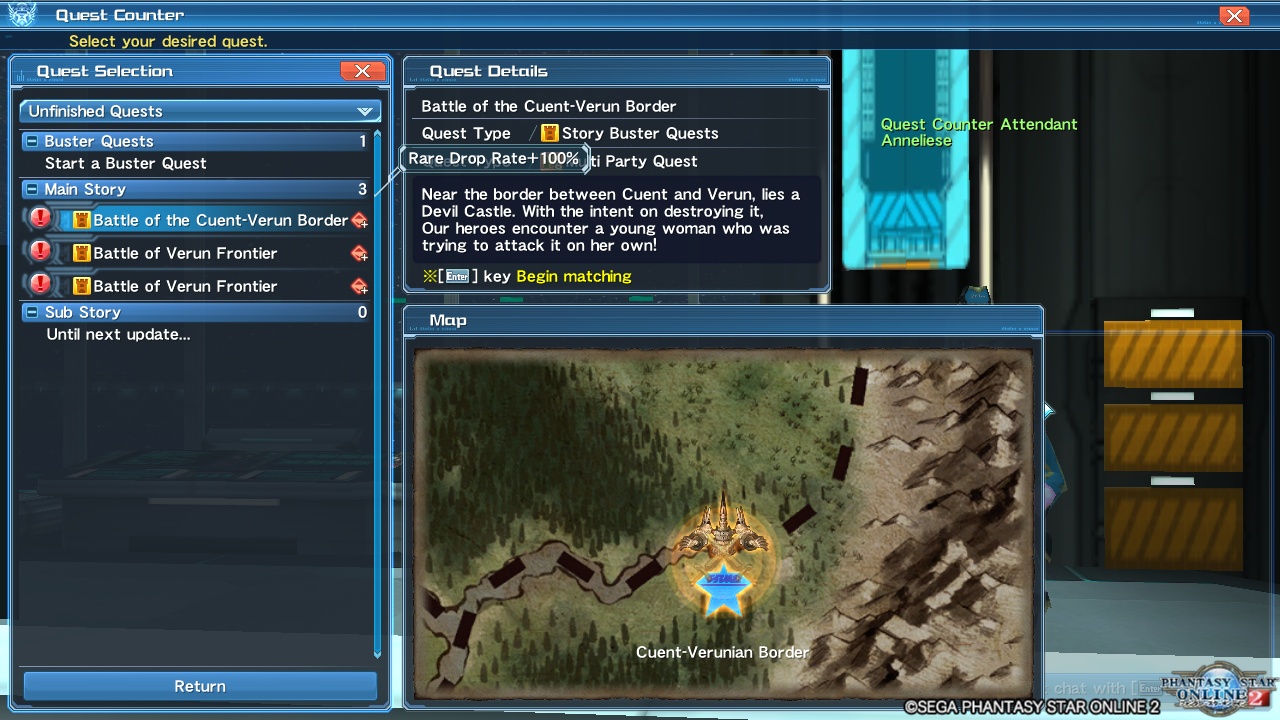 Quest Counter
Select your desired quest.
Quest Selection
Unfinished Quests
Buster Quests 1
Start a Buster Quest
Main Story 3
Battle of the Cuent-Verun Border
Battle of Verun Frontier
Battle of Verun Frontier
Sub Story 0
Until next update...
Return
Quest Details
Battle of the Cuent-Verun Border
Quest Type / Story Buster Quests
Rare Drop Rate+100%
ti Party Quest
Near the border between Cuent and Verun, lies a
Devil Castle. With the intent on destroying it,
Our heroes encounter a young woman who was
trying to attack it on her own!
※[Enter] key Begin matching
Quest Counter Attendant
Anneliese
Map
Cuent-Verunian Border
chat with [Enter
PHANTASY STAR
ONLINE 2
©SEGA PHANTASY STAR ONLINE 2